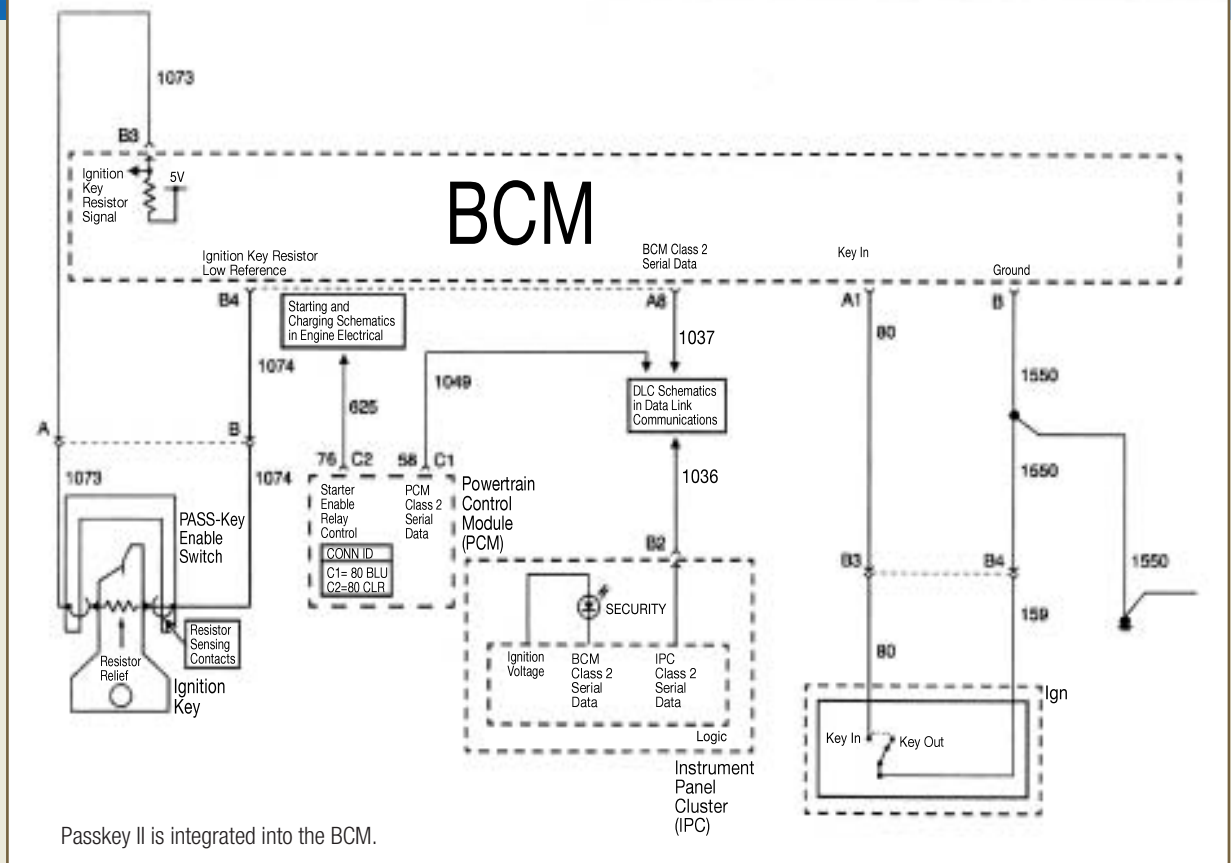 1073
B3
Ignition
Key
Resistor
Signal
5V
BCM
Ignition Key Resistor
Low Reference
BCM Class 2
Serial Data
Key In
Ground
B4
A8
A1
B
Starting and
Charging Schematics
in Engine Electrical
1074
1037
80
1550
1049
625
DLC Schematics
in Data Link
Communications
A
B
1073
1074
76 C2
58 C1
1036
1550
PASS-Key
Enable
Switch
Starter
Enable
Relay
Control
PCM
Class 2
Serial
Data
CONN ID
C1= 80 BLU
C2=80 CLR
Powertrain
Control
Module
(PCM)
B2
B3
B4
1550
159
SECURITY
Resistor
Sensing
Contacts
Resistor
Relief
Ignition
Key
Ignition
Voltage
BCM
Class 2
Serial
Data
IPC
Class 2
Serial
Data
Logic
80
Ign
Key In
Key Out
Instrument
Panel
Cluster
(IPC)
Passkey II is integrated into the BCM.